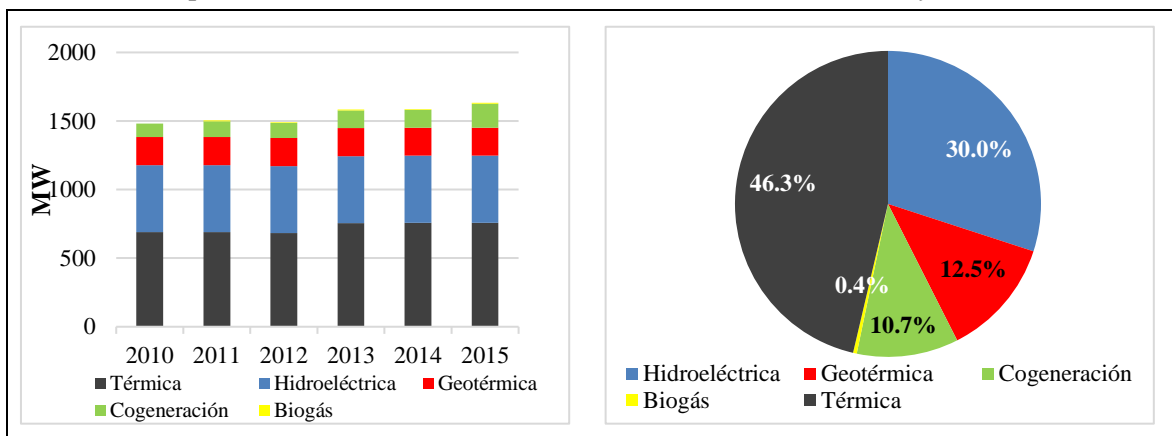 2000
1500
1000
500
0
MW
2010 2011 2012 2013 2014 2015
Térmica Hidroeléctrica Geotérmica
Cogeneración Biogás
30.0%
46.3%
12.5%
0.4%
10.7%
Hidroeléctrica Geotérmica Cogeneración
Biogás Térmica